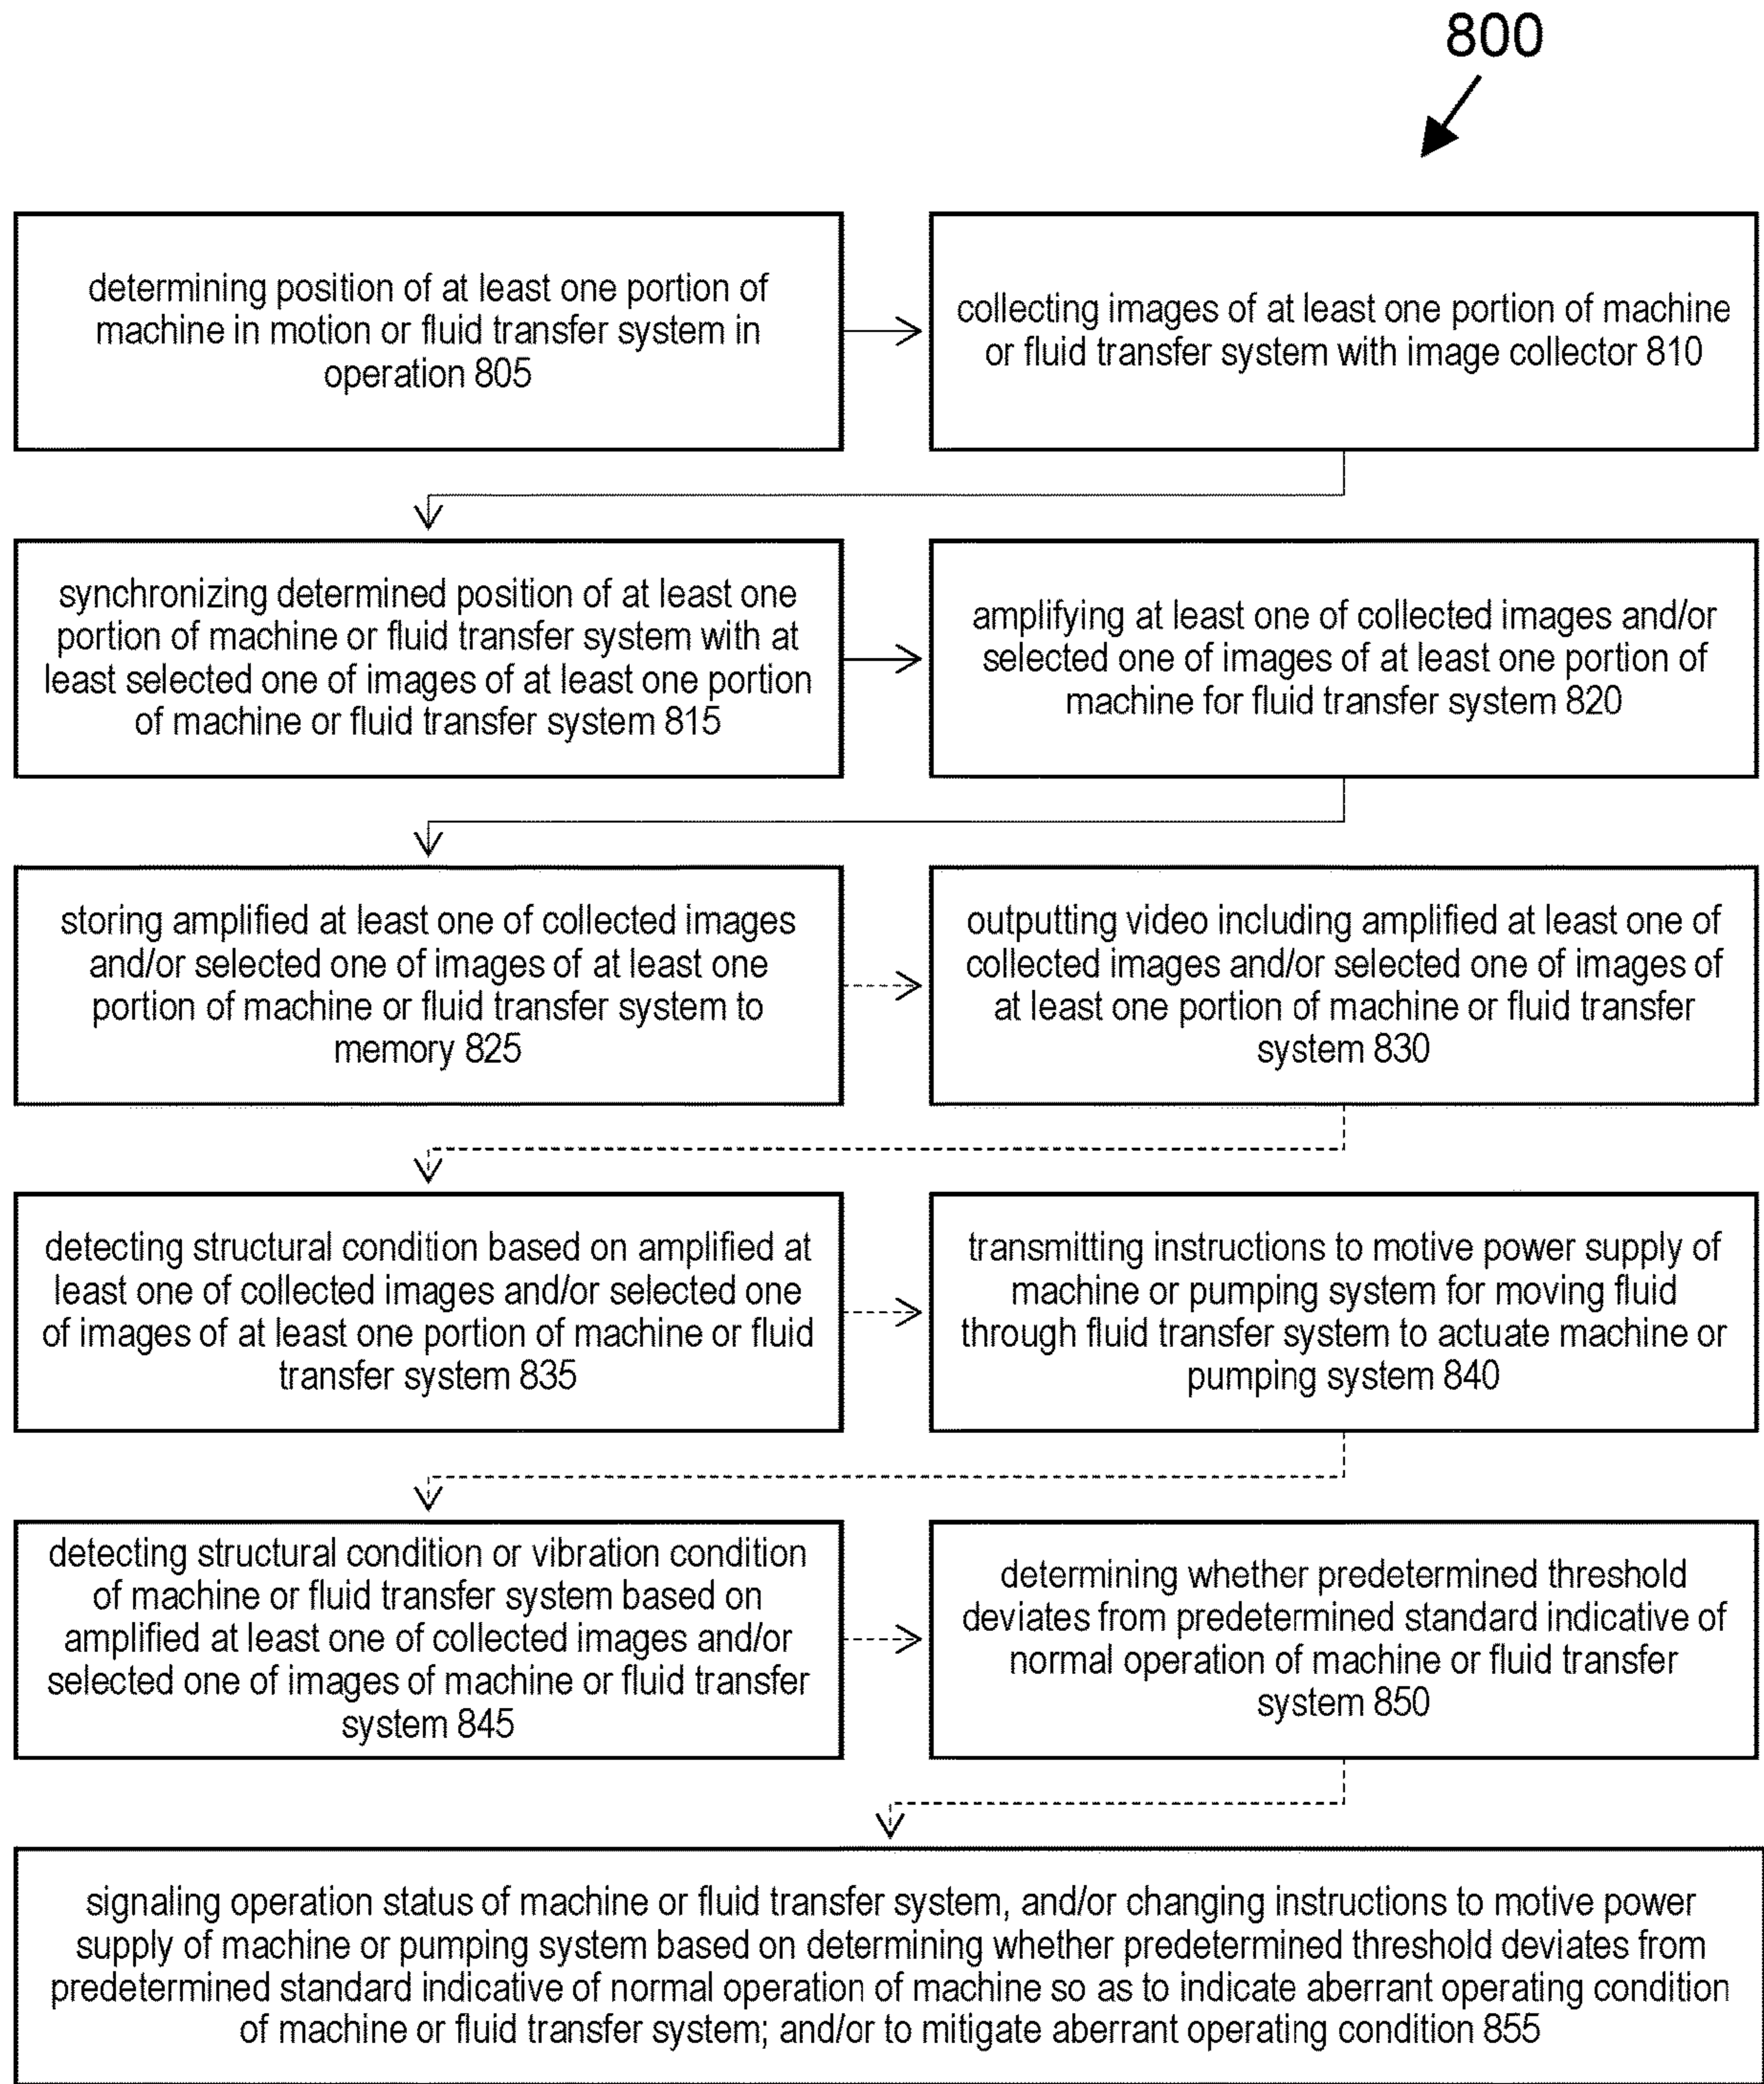 800
determining position of at least one portion of
machine in motion or fluid transfer system in
operation 805
collecting images of at least one portion of machine
or fluid transfer system with image collector 810
synchronizing determined position of at least one
portion of machine or fluid transfer system with at
least selected one of images of at least one portion
of machine or fluid transfer system 815
amplifying at least one of collected images and/or
selected one of images of at least one portion of
machine for fluid transfer system 820
storing amplified at least one of collected images
and/or selected one of images of at least one
portion of machine or fluid transfer system to
memory 825
outputting video including amplified at least one of
collected images and/or selected one of images of
at least one portion of machine or fluid transfer
system 830
detecting structural condition based on amplified at
least one of collected images and/or selected one
of images of at least one portion of machine or fluid
transfer system 835
transmitting instructions to motive power supply of
machine or pumping system for moving fluid
through fluid transfer system to actuate machine or
pumping system 840
detecting structural condition or vibration condition
of machine or fluid transfer system based on
amplified at least one of collected images and/or
selected one of images of machine or fluid transfer
system 845
determining whether predetermined threshold
deviates from predetermined standard indicative of
normal operation of machine or fluid transfer
system 850
signaling operation status of machine or fluid transfer system, and/or changing instructions to motive power
supply of machine or pumping system based on determining whether predetermined threshold deviates from
predetermined standard indicative of normal operation of machine so as to indicate aberrant operating condition
of machine or fluid transfer system; and/or to mitigate aberrant operating condition 855